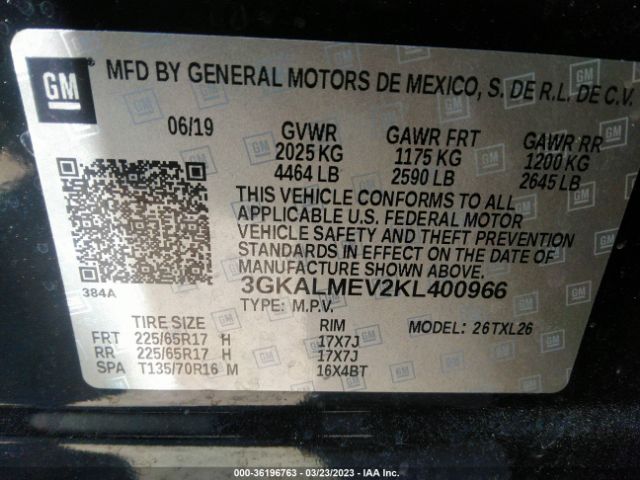 GM ® MFD BY GENERAL MOTORS DE MEXICO, S. DE R.L. DE C.V.
06/19 GVWR GAWR FRT GAWR RR
2025 KG 1175 KG 1200 KG
4464 LB 2590 LB 2645 LB
THIS VEHICLE CONFORMS TO ALL
APPLICABLE U.S. FEDERAL MOTOR
VEHICLE SAFETY AND THEFT PREVENTION
STANDARDS IN EFFECT ON THE DATE
OF MANUFACTURE SHOWN ABOVE.
384A 3GKALMEV2KL400966
TYPE: M.P.V.
TIRE SIZE RIM MODEL: 26TXL26
FRT 225/65R17 H 17X7J
RR 225/65R17 H 17X7J
SPA T135/70R16 M 16X4BT
000-36196763 - 03/23/2023 - IAA Inc.